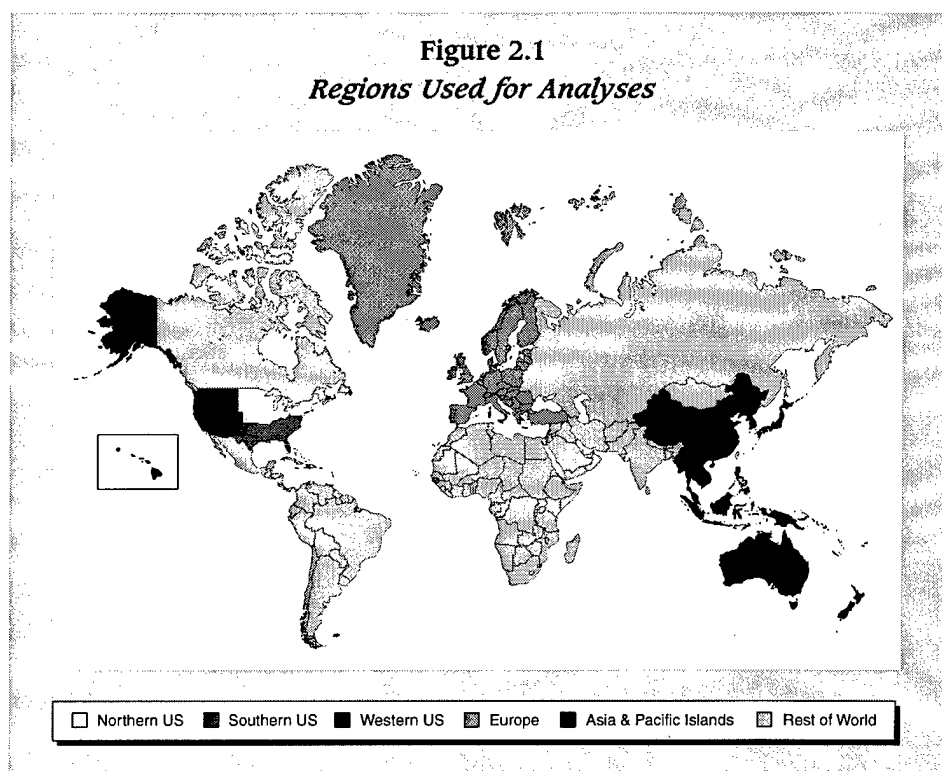 Figure 2.1
Regions Used for Analyses
Northern US Southern US Western US Europe Asia & Pacific Islands Rest of World